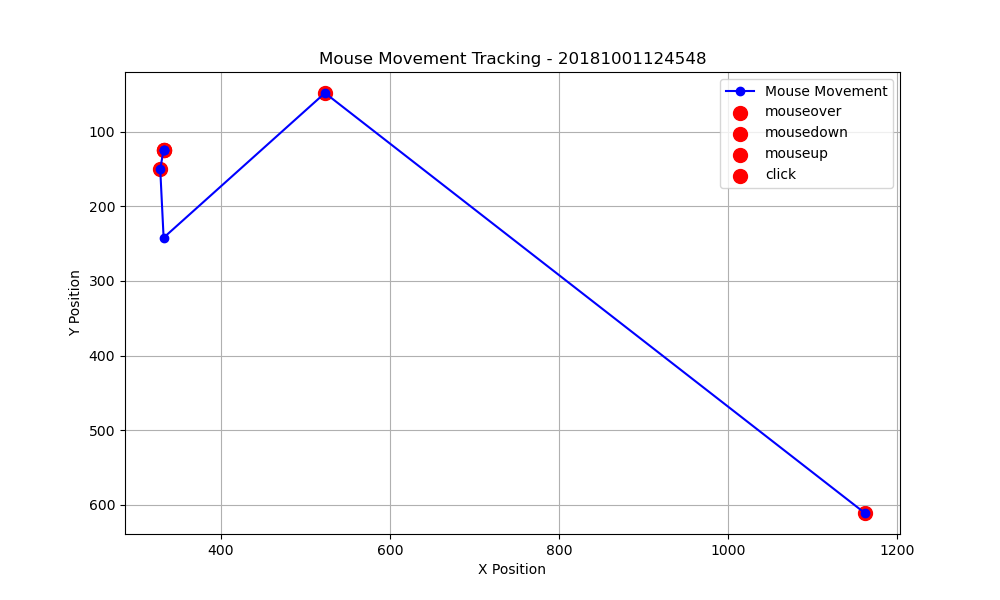 Mouse Movement Tracking - 20181001124548
Mouse Movement
mouseover
mousedown
mouseup
click
Y Position
100
200
300
400
500
600
400
600
800
1000
1200
X Position